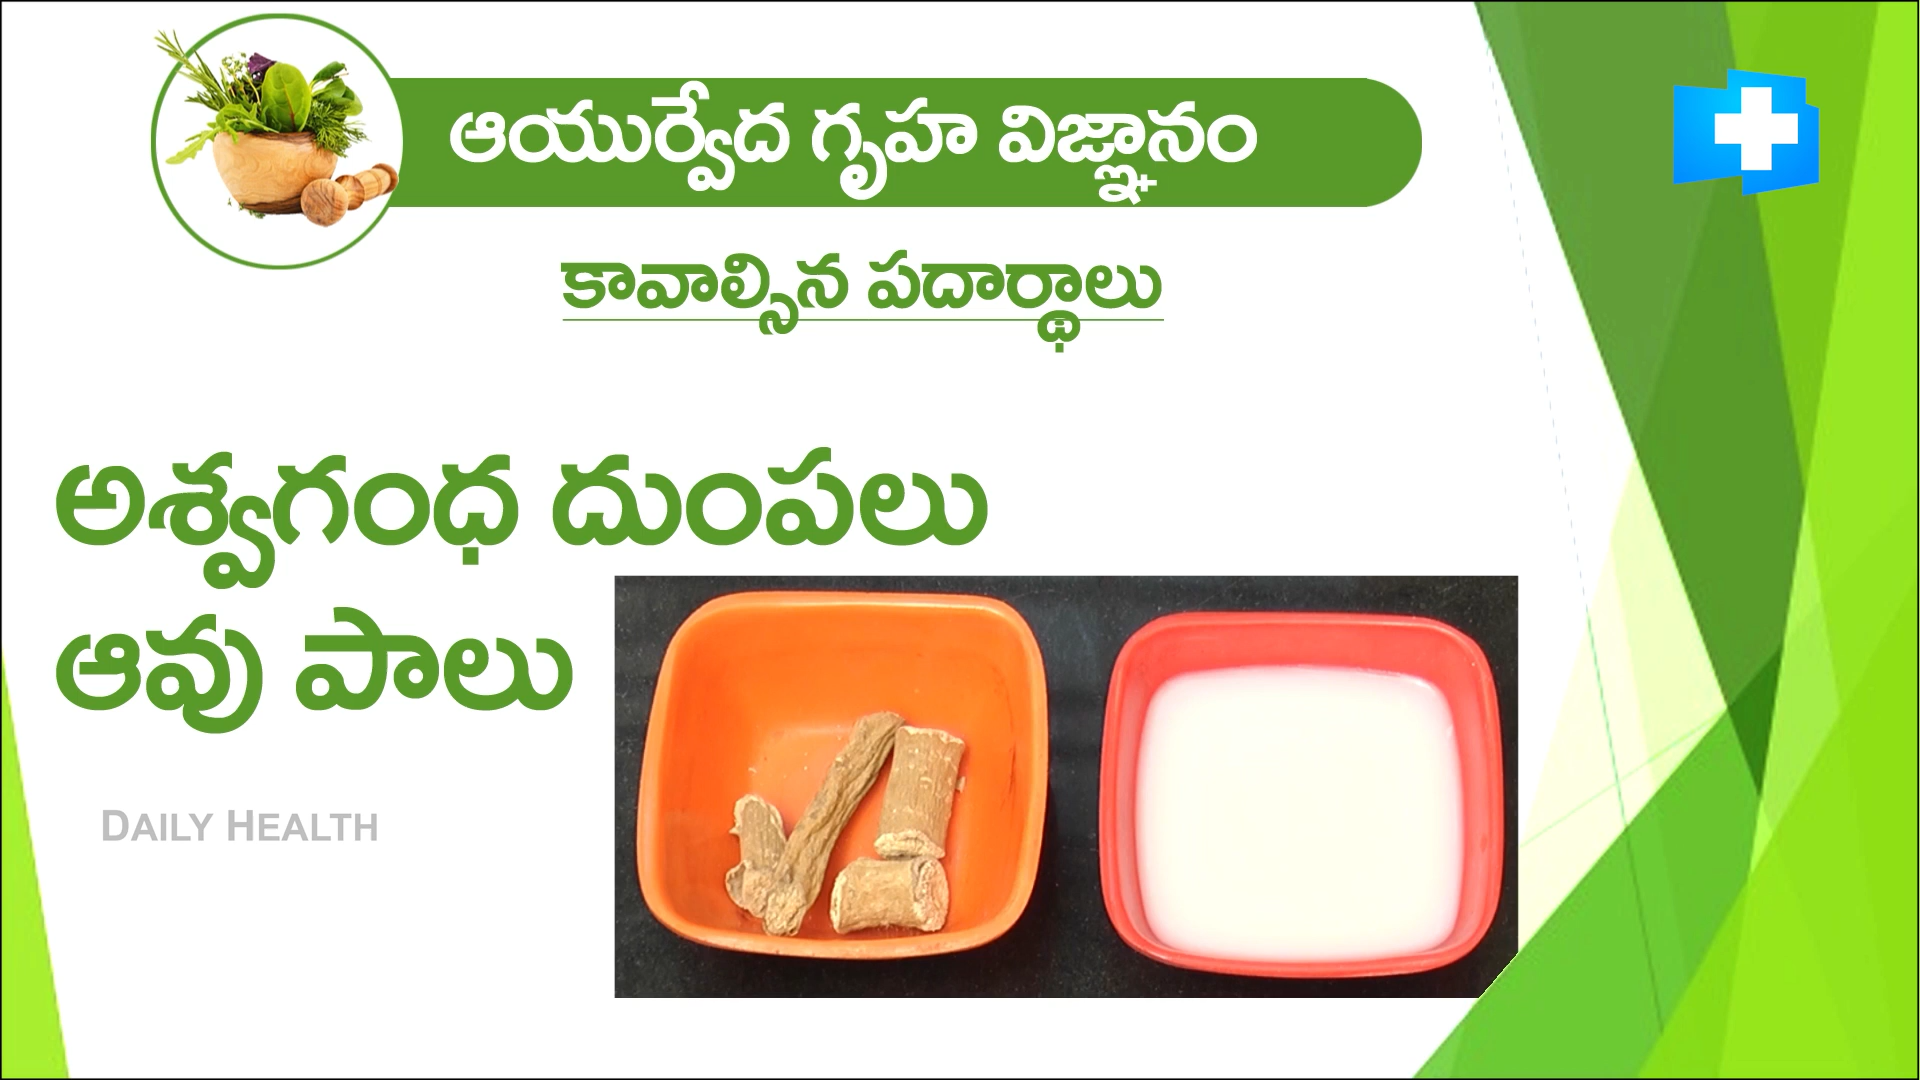 ఆయుర్వేద గృహ విజ్ఞానం
కావాల్సిన పదార్థాలు
అశ్వగంధ దుంపలు
ఆవు పాలు
DAILY HEALTH